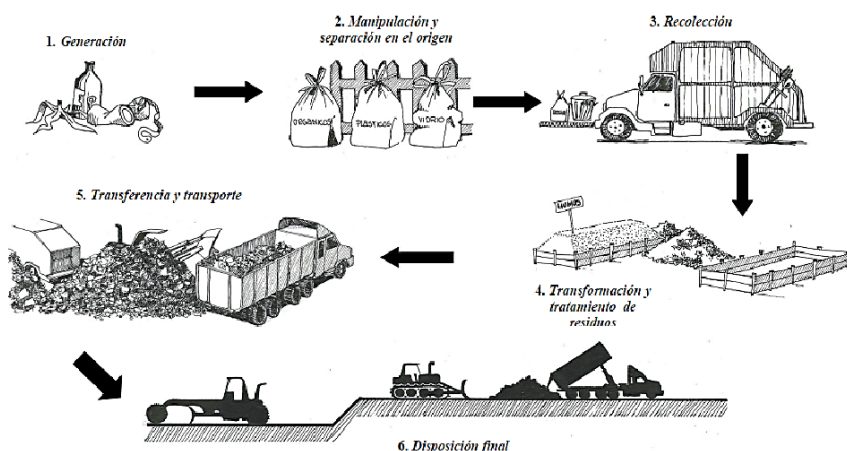 1. Generación
2. Manipulación y
separación en el origen
ORGANICOS
PLASTICOS
VIDRIO
3. Recolección
4. Transformación y
tratamiento de
residuos
5. Transferencia y transporte
6. Disposición final